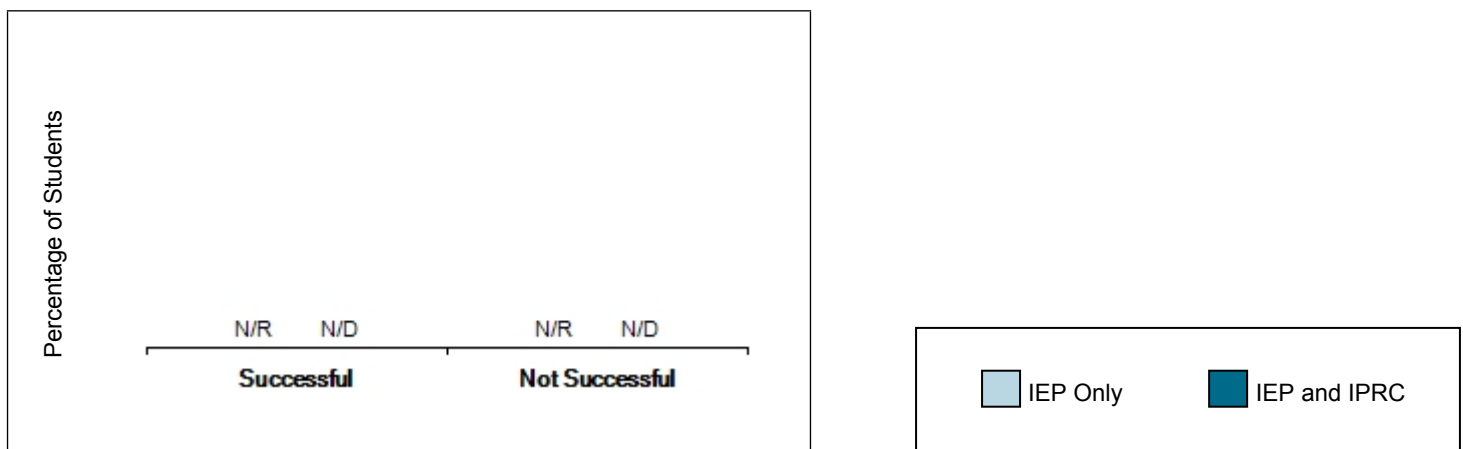 Percentage of Students
N/R N/D N/R N/D
Successful Not Successful
IEP Only IEP and IPRC